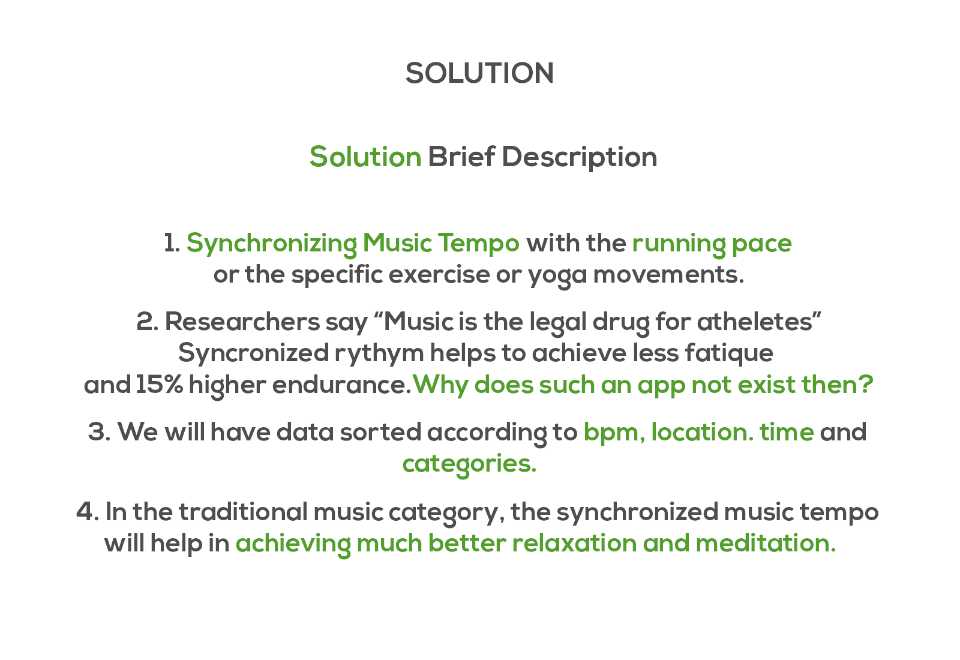 SOLUTION
Solution Brief Description
1. Synchronizing Music Tempo with the running pace
or the specific exercise or yoga movements.
2. Researchers say “Music is the legal drug for atheletes”
Syncronized rythym helps to achieve less fatique
and 15% higher endurance.Why does such an app not exist then?
3. We will have data sorted according to bpm, location. time and
categories.
4. In the traditional music category, the synchronized music tempo
will help in achieving much better relaxation and meditation.